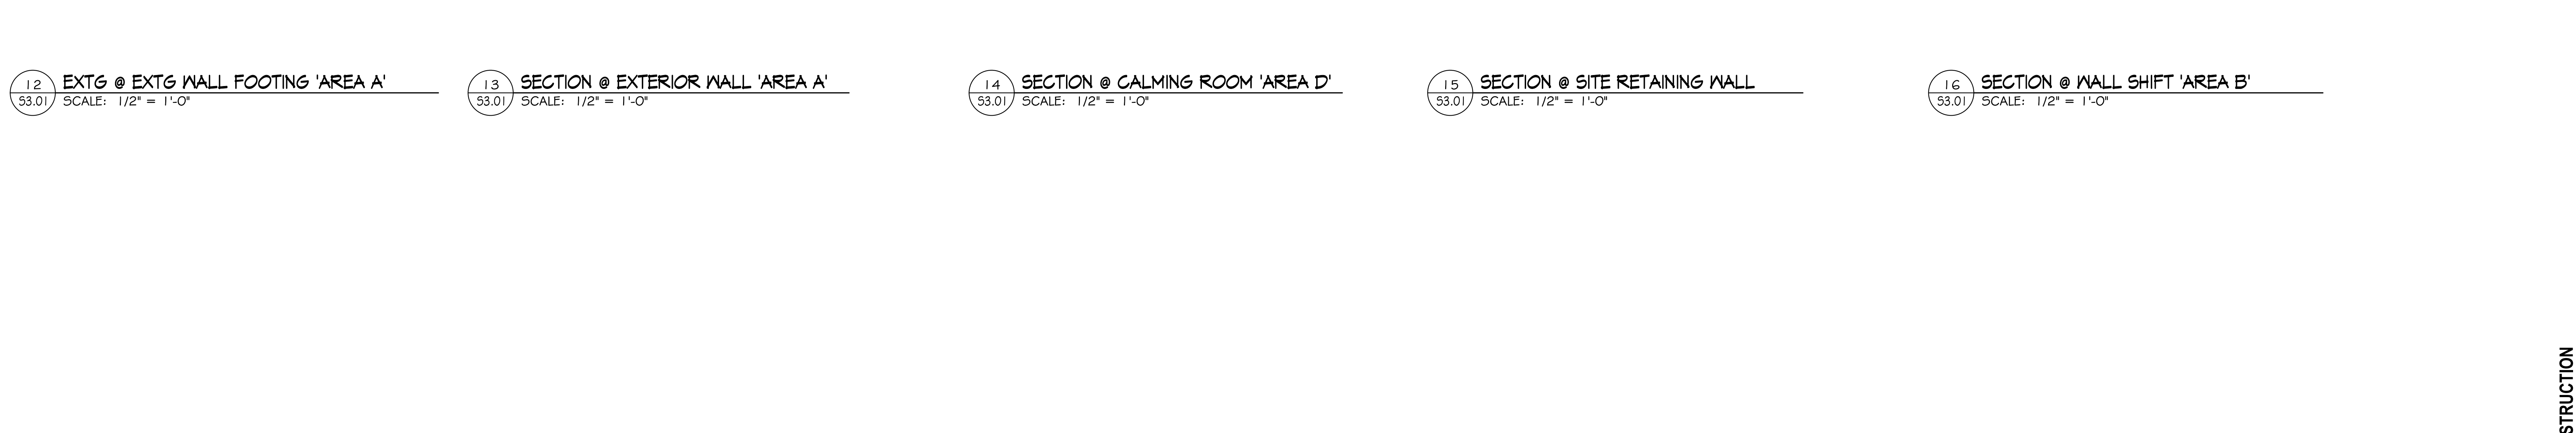 12
EXTG @ EXTG WALL FOOTING 'AREA A'
S3.01
SCALE: 1/2" = 1'-0"
13
SECTION @ EXTERIOR WALL 'AREA A'
S3.01
SCALE: 1/2" = 1'-0"
14
SECTION @ CALMING ROOM 'AREA D'
S3.01
SCALE: 1/2" = 1'-0"
15
SECTION @ SITE RETAINING WALL
S3.01
SCALE: 1/2" = 1'-0"
16
SECTION @ WALL SHIFT 'AREA B'
S3.01
SCALE: 1/2" = 1'-0"
STRUCTION